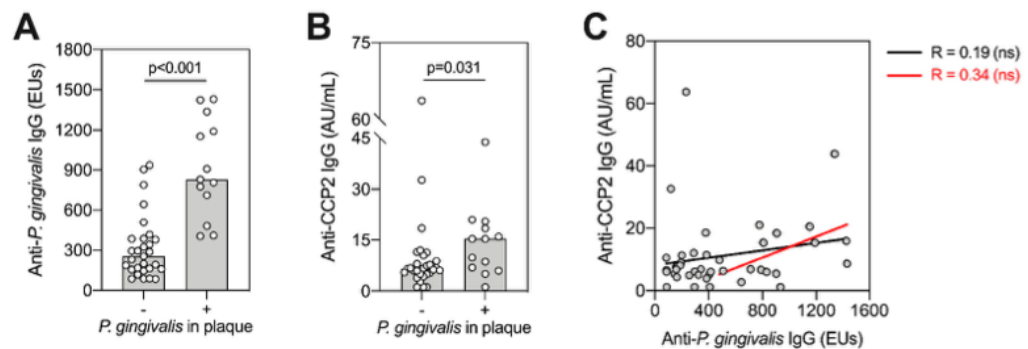 A
Anti-P. gingivalis IgG (EUs)
1800
1500
1200
900
600
300
0
p<0.001
- +
P. gingivalis in plaque
B
Anti-CCP2 IgG (AU/mL)
75
60
45
30
15
0
p=0.031
- +
P. gingivalis in plaque
C
Anti-CCP2 IgG (AU/mL)
80
60
40
20
0
0 400 800 1200 1600
Anti-P. gingivalis IgG (EUs)
R = 0.19 (ns)
R = 0.34 (ns)